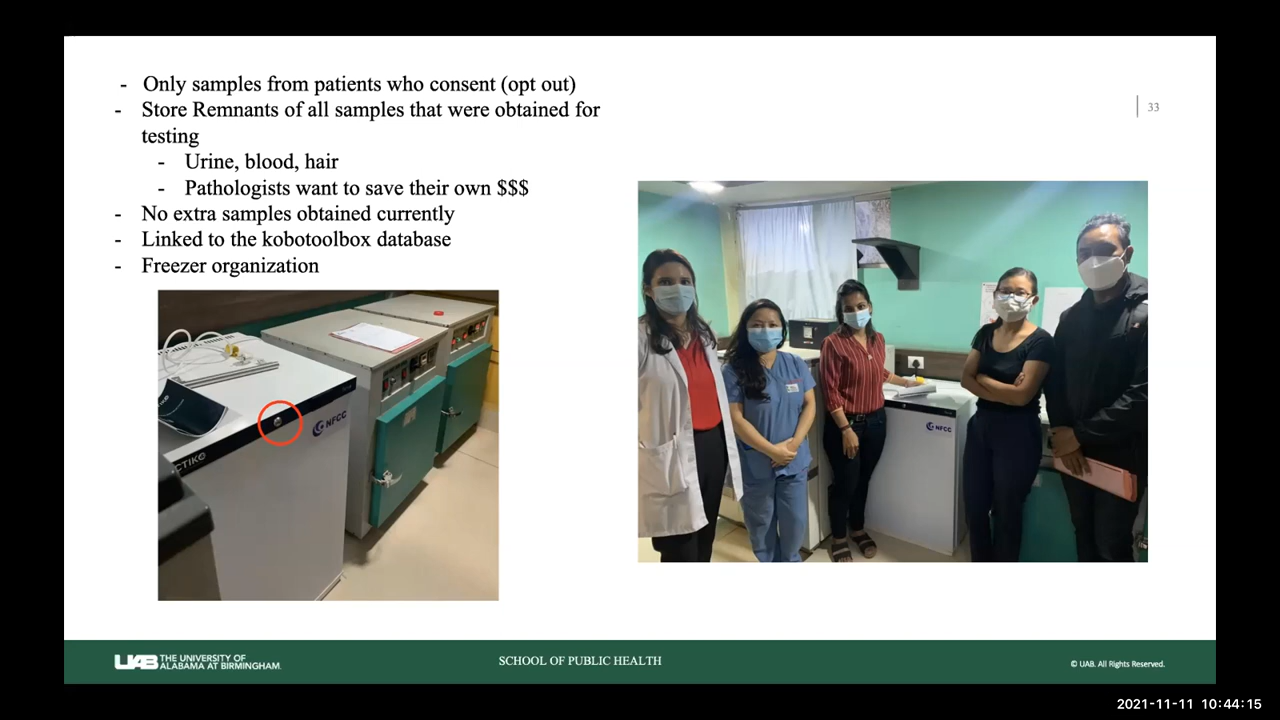 - Only samples from patients who consent (opt out)
- Store Remnants of all samples that were obtained for
testing
- Urine, blood, hair
- Pathologists want to save their own $$$
- No extra samples obtained currently
- Linked to the kobotoolbox database
- Freezer organization
33
NFCC
CTIKO
NFCC
UAB THE UNIVERSITY OF
ALABAMA AT BIRMINGHAM.
SCHOOL OF PUBLIC HEALTH
© UAB. All Rights Reserved.
2021-11-11 10:44:15